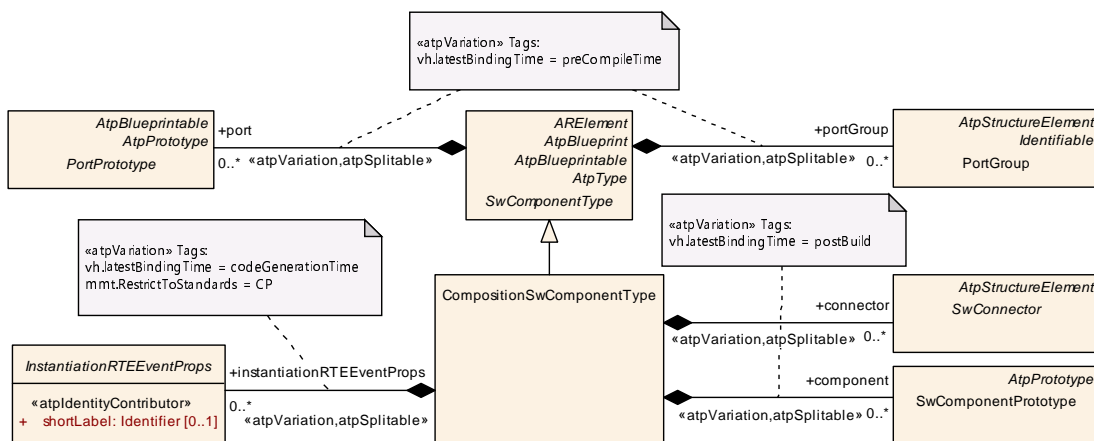 «atpVariation» Tags:
vh.latestBindingTime = preCompileTime
AtpBlueprintable
AtpPrototype
PortPrototype
+port
0..*
«atpVariation,atpSplitable»
ARElement
AtpBlueprint
AtpBlueprintable
AtpType
SwComponentType
+portGroup
«atpVariation,atpSplitable»
0..*
AtpStructureElement
Identifiable
PortGroup
«atpVariation» Tags:
vh.latestBindingTime = codeGenerationTime
mmt.RestrictToStandards = CP
«atpVariation» Tags:
vh.latestBindingTime = postBuild
CompositionSwComponentType
+connector
«atpVariation,atpSplitable»
0..*
AtpStructureElement
SwConnector
InstantiationRTEEventProps
«atpIdentityContributor»
+ shortLabel: Identifier [0..1]
+instantiationRTEEventProps
0..*
«atpVariation,atpSplitable»
+component
«atpVariation,atpSplitable»
0..*
AtpPrototype
SwComponentPrototype